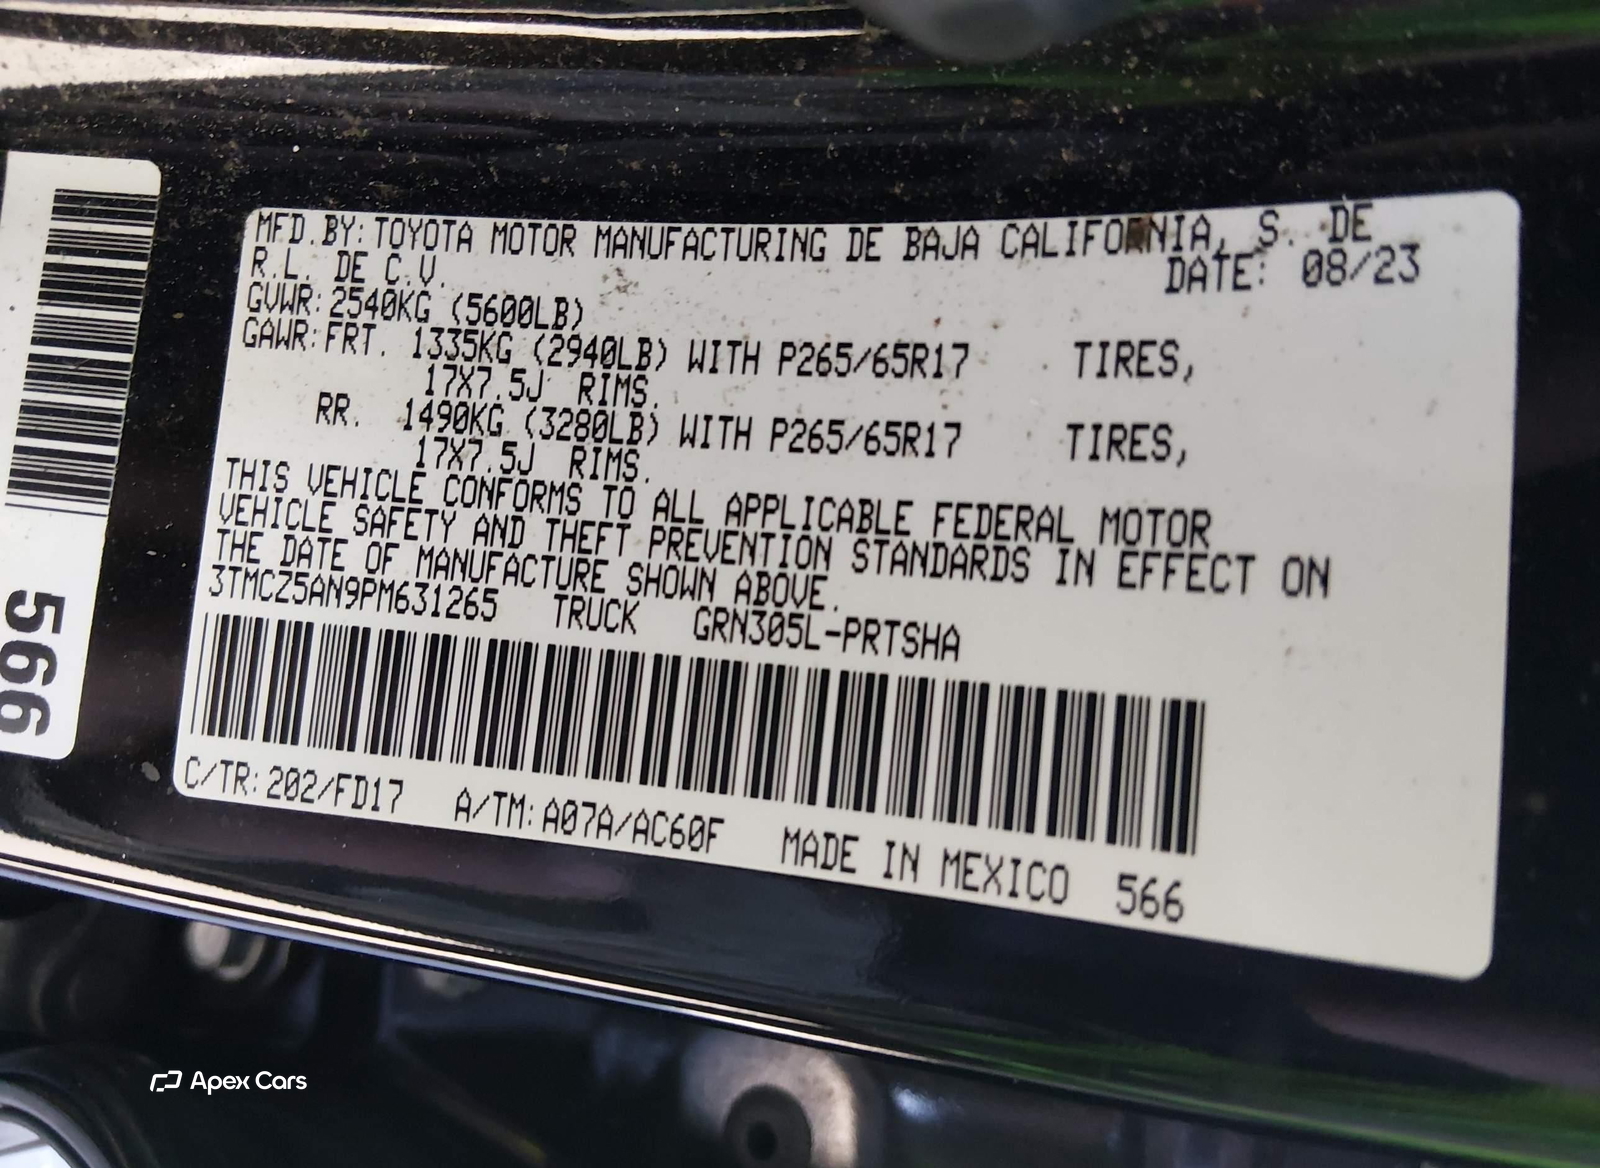 MFD.BY:TOYOTA MOTOR MANUFACTURING DE BAJA CALIFORNIA, S. DE
R.L. DE C.V. DATE: 08/23
GVWR:2540KG (5600LB)
GAWR:FRT. 1335KG (2940LB) WITH P265/65R17 TIRES,
17X7.5J RIMS.
RR. 1490KG (3280LB) WITH P265/65R17 TIRES,
17X7.5J RIMS.
THIS VEHICLE CONFORMS TO ALL APPLICABLE FEDERAL MOTOR
VEHICLE SAFETY AND THEFT PREVENTION STANDARDS IN EFFECT ON
THE DATE OF MANUFACTURE SHOWN ABOVE.
3TMCZ5AN9PM631265 TRUCK GRN305L-PRTSHA
C/TR:202/FD17 A/TM:A07A/AC60F MADE IN MEXICO 566
566
Apex Cars